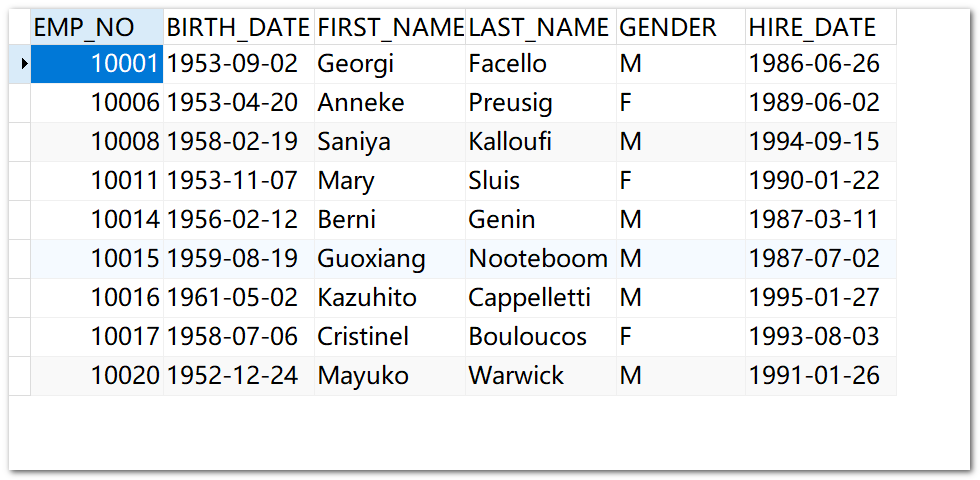 EMP_NO BIRTH_DATE FIRST_NAME LAST_NAME GENDER HIRE_DATE
10001 1953-09-02 Georgi Facello M 1986-06-26
10006 1953-04-20 Anneke Preusig F 1989-06-02
10008 1958-02-19 Saniya Kalloufi M 1994-09-15
10011 1953-11-07 Mary Sluis F 1990-01-22
10014 1956-02-12 Berni Genin M 1987-03-11
10015 1959-08-19 Guoxiang Nooteboom M 1987-07-02
10016 1961-05-02 Kazuhito Cappelletti M 1995-01-27
10017 1958-07-06 Cristinel Bouloucos F 1993-08-03
10020 1952-12-24 Mayuko Warwick M 1991-01-26